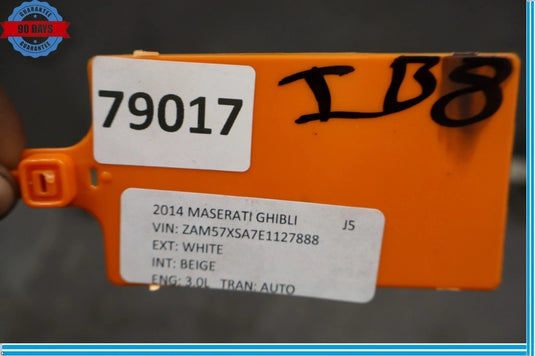 GUARANTEE
90 DAYS
GUARANTEE
79017
IB8
2014 MASERATI GHIBLI J5
VIN: ZAM57XSA7E1127888
EXT: WHITE
INT: BEIGE
ENG: 3.0L TRAN: AUTO